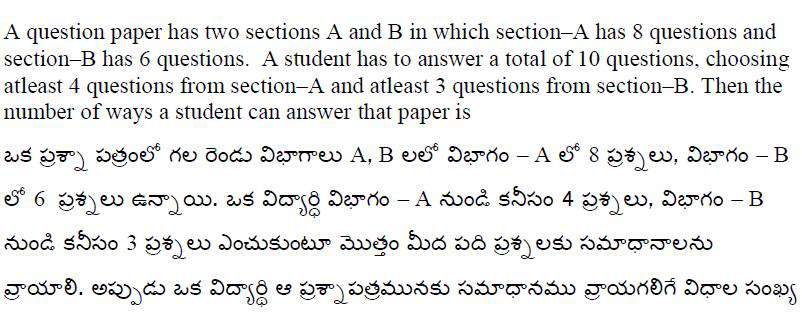 A question paper has two sections A and B in which section–A has 8 questions and
section–B has 6 questions.  A student has to answer a total of 10 questions, choosing
atleast 4 questions from section–A and atleast 3 questions from section–B. Then the
number of ways a student can answer that paper is
ఒక ప్రశ్నా పత్రంలో గల రెండు విభాగాలు A, B లలో విభాగం – A లో 8 ప్రశ్నలు, విభాగం – B
లో 6 ప్రశ్నలు ఉన్నాయి. ఒక విద్యార్థి విభాగం – A నుండి కనీసం 4 ప్రశ్నలు, విభాగం – B
నుండి కనీసం 3 ప్రశ్నలు ఎంచుకుంటూ మొత్తం మీద పది ప్రశ్నలకు సమాధానాలను
వ్రాయాలి. అప్పుడు ఒక విద్యార్థి ఆ ప్రశ్నాపత్రమునకు సమాధానము వ్రాయగలిగే విధాల సంఖ్య